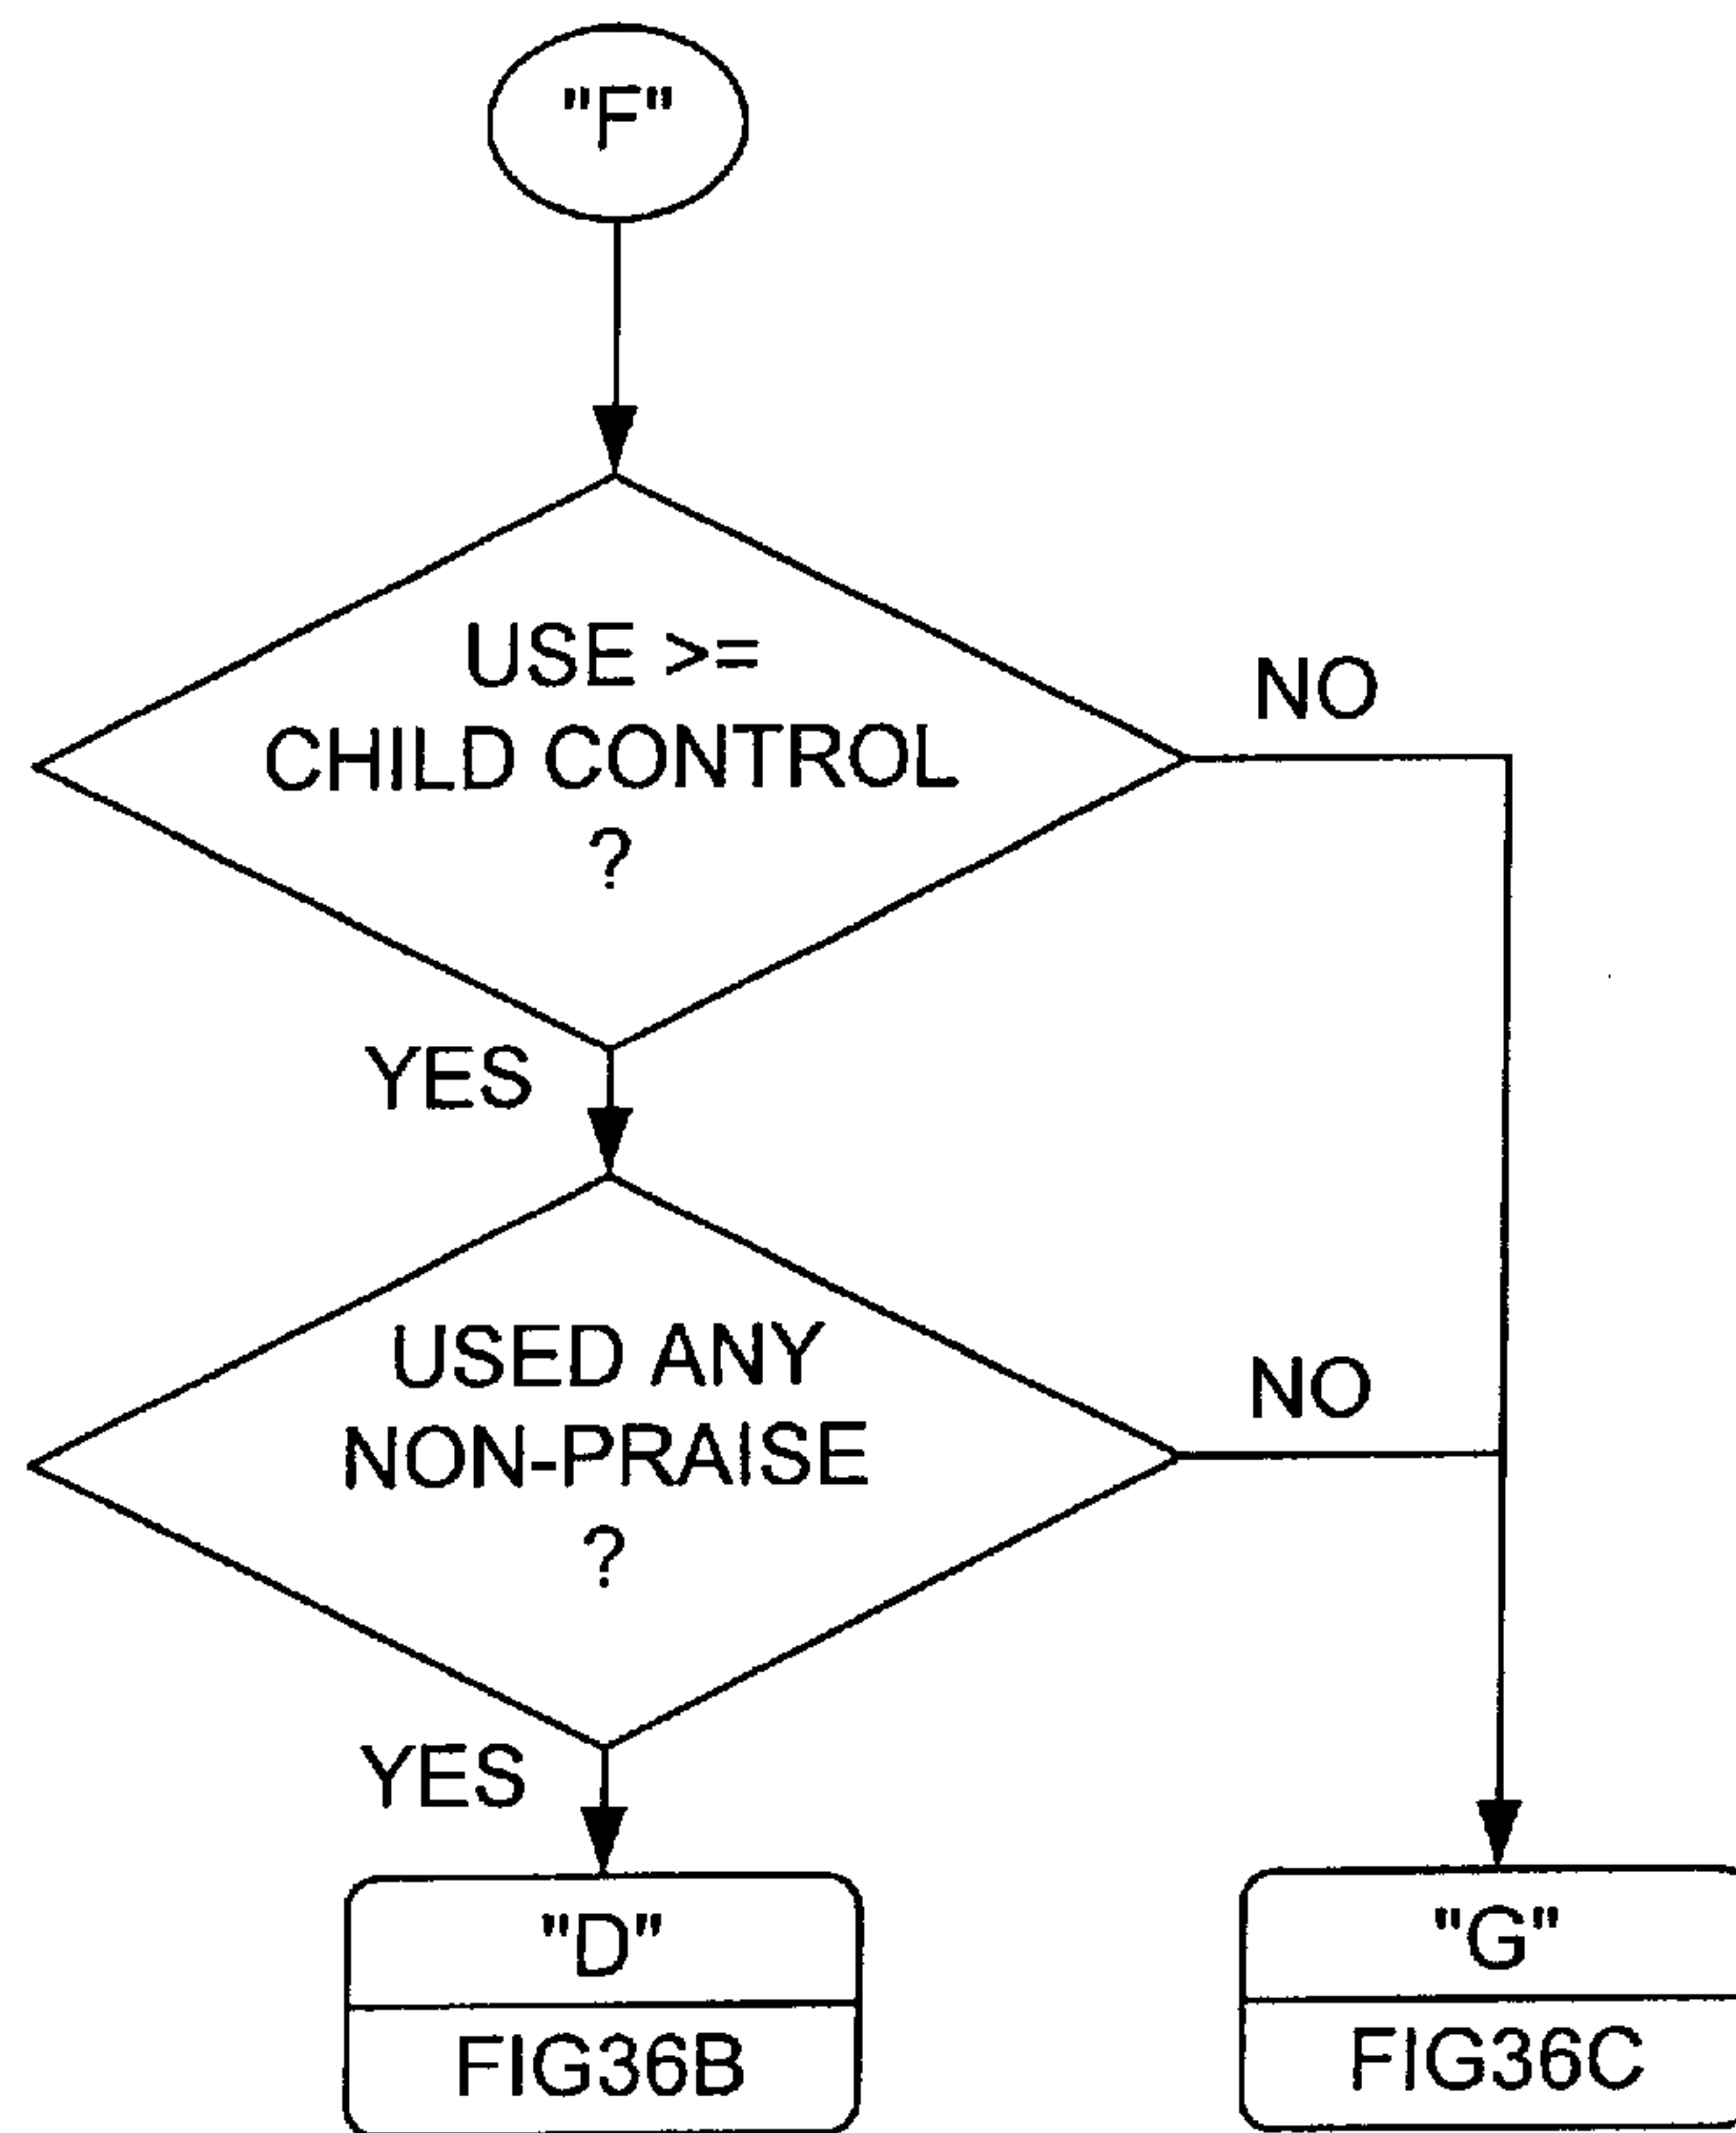 "F"
USE >=
CHILD CONTROL
?
NO
YES
USED ANY
NON-PRAISE
?
NO
YES
"D"
FIG36B
"G"
FIG36C